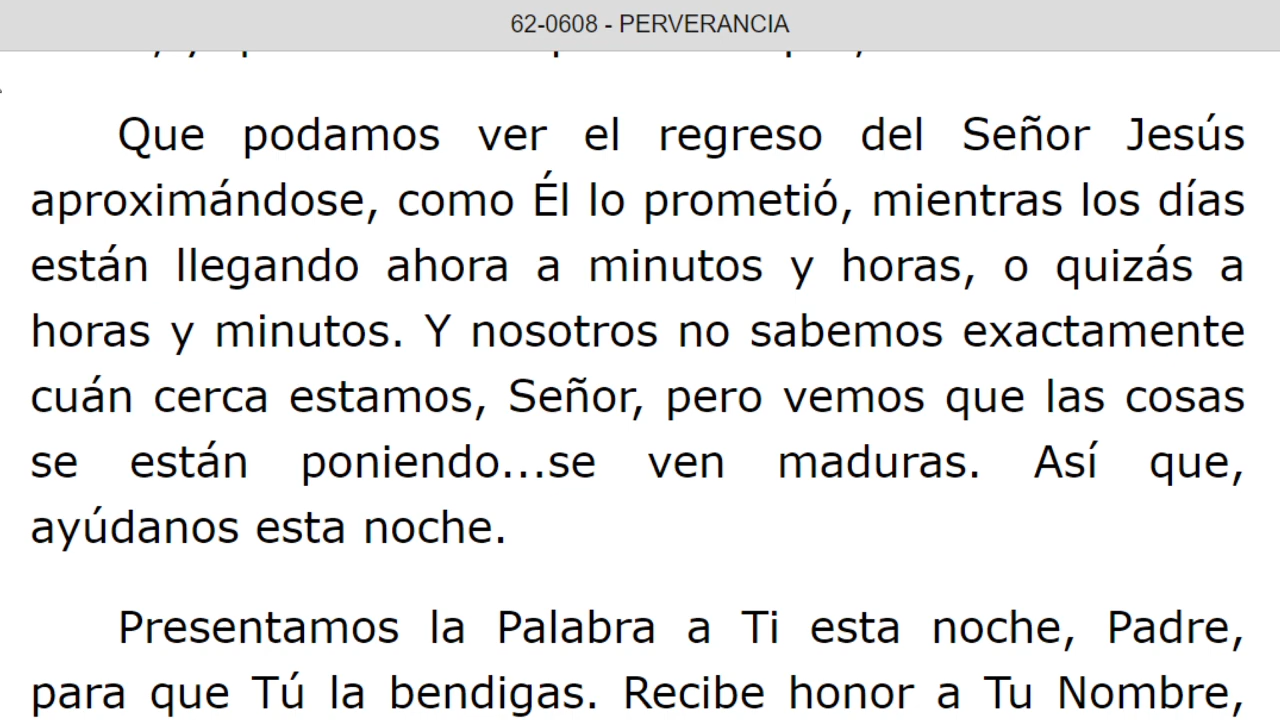 62-0608 - PERVERANCIA
Que podamos ver el regreso del Señor Jesús
aproximándose, como Él lo prometió, mientras los días
están llegando ahora a minutos y horas, o quizás a
horas y minutos. Y nosotros no sabemos exactamente
cuán cerca estamos, Señor, pero vemos que las cosas
se están poniendo...se ven maduras. Así que,
ayúdanos esta noche.
Presentamos la Palabra a Ti esta noche, Padre,
para que Tú la bendigas. Recibe honor a Tu Nombre,